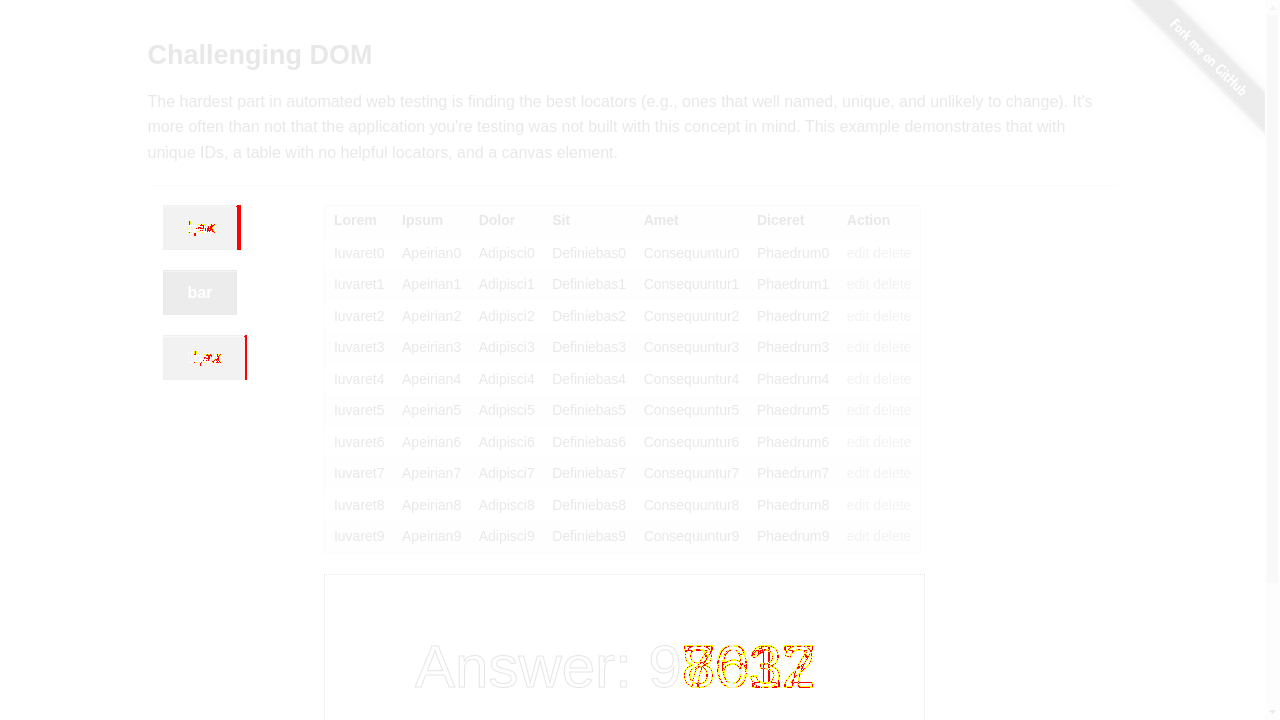 Fork me on GitHub
Challenging DOM
The hardest part in automated web testing is finding the best locators (e.g., ones that well named, unique, and unlikely to change). It's
more often than not that the application you're testing was not built with this concept in mind. This example demonstrates that with
unique IDs, a table with no helpful locators, and a canvas element.
bar
Lorem Ipsum Dolor Sit Amet Diceret Action
Iuvaret0 Apeirian0 Adipisci0 Definiebas0 Consequuntur0 Phaedrum0 edit delete
Iuvaret1 Apeirian1 Adipisci1 Definiebas1 Consequuntur1 Phaedrum1 edit delete
Iuvaret2 Apeirian2 Adipisci2 Definiebas2 Consequuntur2 Phaedrum2 edit delete
Iuvaret3 Apeirian3 Adipisci3 Definiebas3 Consequuntur3 Phaedrum3 edit delete
Iuvaret4 Apeirian4 Adipisci4 Definiebas4 Consequuntur4 Phaedrum4 edit delete
Iuvaret5 Apeirian5 Adipisci5 Definiebas5 Consequuntur5 Phaedrum5 edit delete
Iuvaret6 Apeirian6 Adipisci6 Definiebas6 Consequuntur6 Phaedrum6 edit delete
Iuvaret7 Apeirian7 Adipisci7 Definiebas7 Consequuntur7 Phaedrum7 edit delete
Iuvaret8 Apeirian8 Adipisci8 Definiebas8 Consequuntur8 Phaedrum8 edit delete
Iuvaret9 Apeirian9 Adipisci9 Definiebas9 Consequuntur9 Phaedrum9 edit delete
Answer: